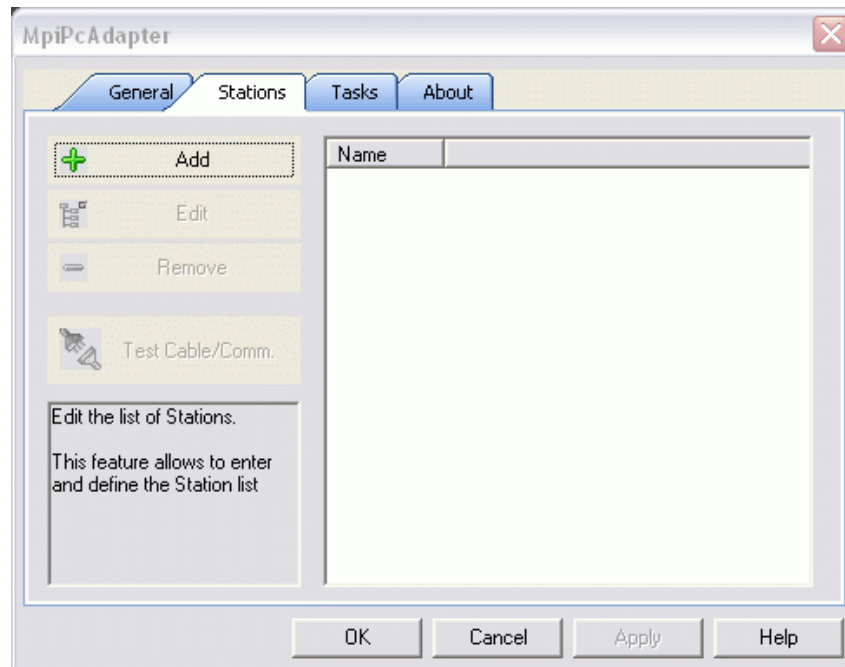 MpiPcAdapter
General Stations Tasks About
Add
Name
Edit
Remove
Test Cable/Comm.
Edit the list of Stations.
This feature allows to enter
and define the Station list
OK Cancel Apply Help